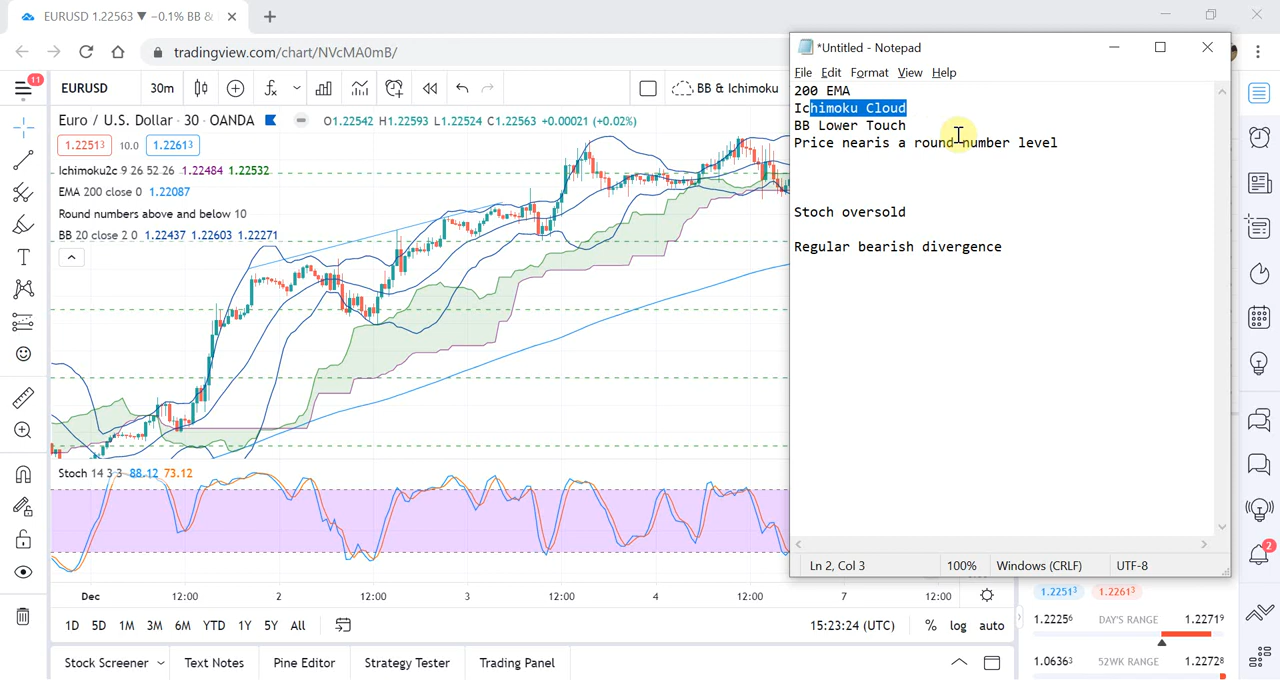 EURUSD 1.22563 ▼ −0.1% BB &
tradingview.com/chart/NVcMA0mB/
11
EURUSD
30m
BB & Ichimoku
Euro / U.S. Dollar · 30 · OANDA
O1.22542 H1.22593 L1.22524 C1.22563 +0.00021 (+0.02%)
1.22513
10.0
1.22613
Ichimoku2c 9 26 52 26 1.22484 1.22532
EMA 200 close 0 1.22087
Round numbers above and below 10
BB 20 close 2 0 1.22437 1.22603 1.22271
Stoch 14 3 3 88.12 73.12
Dec 12:00 2 12:00 3 12:00 4 12:00 7 12:00
1D 5D 1M 3M 6M YTD 1Y 5Y All
15:23:24 (UTC)
% log auto
Stock Screener
Text Notes
Pine Editor
Strategy Tester
Trading Panel
*Untitled - Notepad
File Edit Format View Help
200 EMA
Ichimoku Cloud
BB Lower Touch
Price nearis a round number level
Stoch oversold
Regular bearish divergence
Ln 2, Col 3
100%
Windows (CRLF)
UTF-8
2
1.22513
1.22613
1.22256 DAY'S RANGE 1.22719
1.06363 52WK RANGE 1.22728